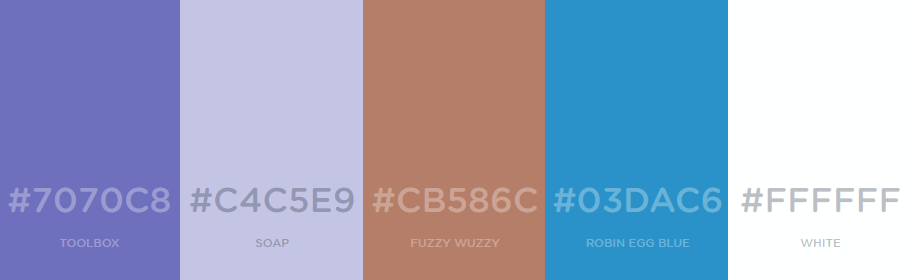 #7070C8
#C4C5E9
#CB586C
#03DAC6
#FFFFFF
TOOLBOX
SOAP
FUZZY WUZZY
ROBIN EGG BLUE
WHITE